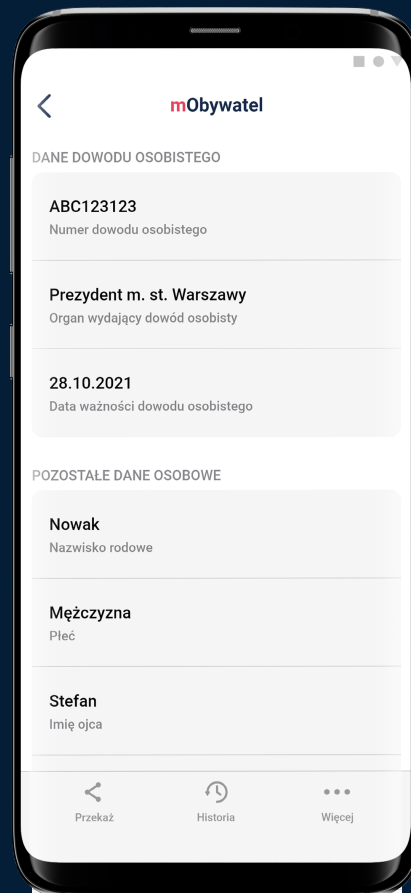 mObywatel
DANE DOWODU OSOBISTEGO
ABC123123
Numer dowodu osobistego
Prezydent m. st. Warszawy
Organ wydający dowód osobisty
28.10.2021
Data ważności dowodu osobistego
POZOSTAŁE DANE OSOBOWE
Nowak
Nazwisko rodowe
Mężczyzna
Płeć
Stefan
Imię ojca
Przekaż Historia Więcej